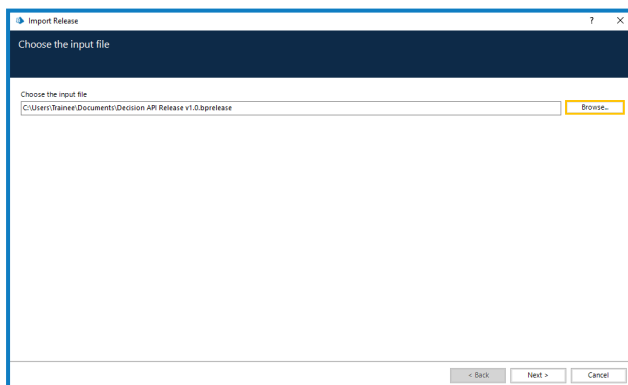 Import Release ? ×
Choose the input file
Choose the input file
C:\Users\Trainee\Documents\Decision API Release v1.0.bprelease
Browse...
< Back Next > Cancel